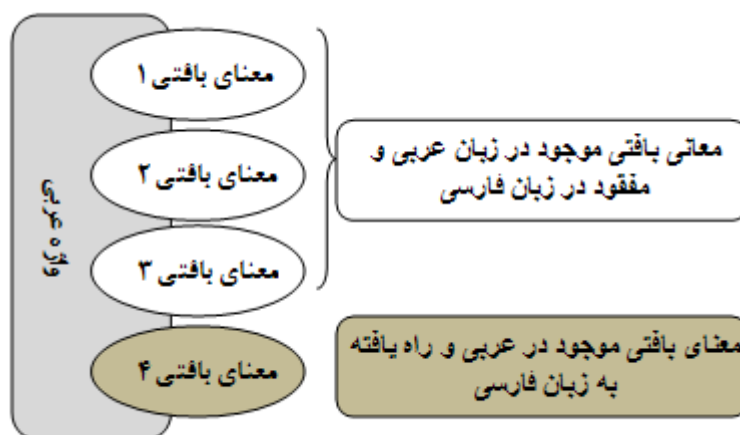 واژه عربی
معنای بافتی ۱
معنای بافتی ۲
معنای بافتی ۳
معنای بافتی ۴
معانی بافتی موجود در زبان عربی و
مفقود در زبان فارسی
معنای بافتی موجود در عربی و راه یافته
به زبان فارسی